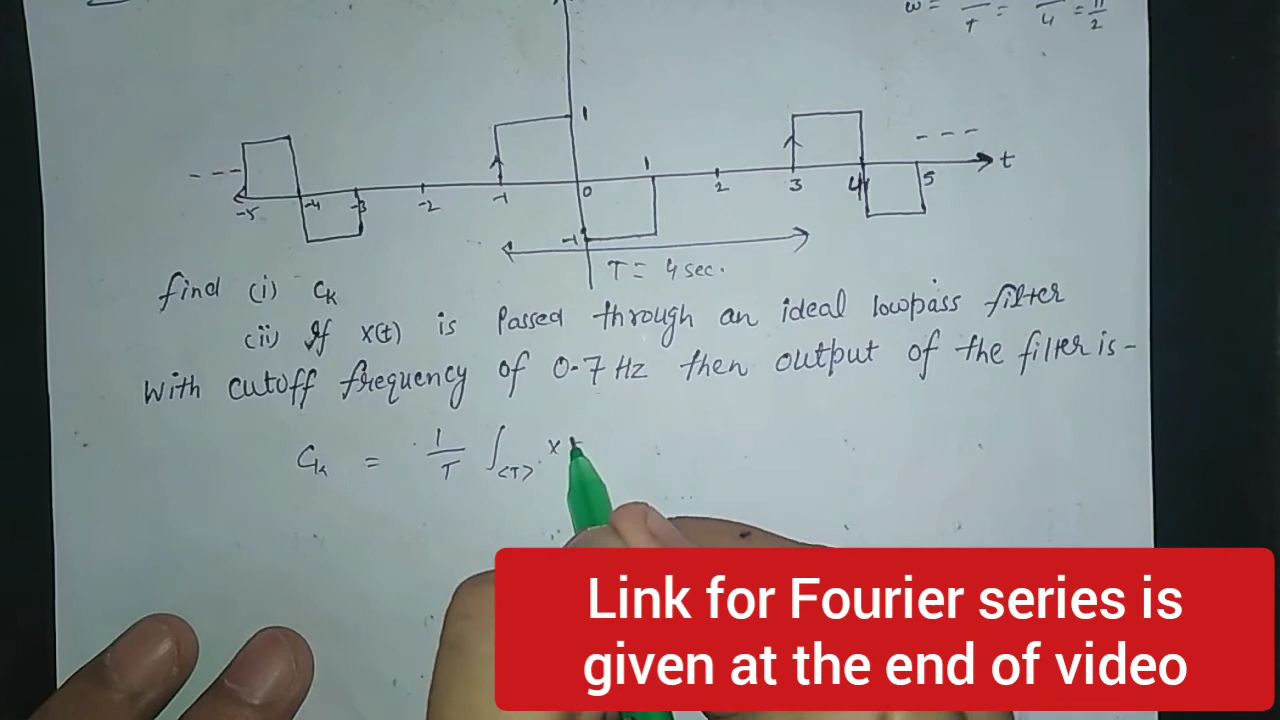 ω = T = 4 = π/2
1
1
- - -
- - -
t
-5 -4 -3 -2 -1 0 2 3 4 5
-1
T = 4 sec.
find (i) Ck
(ii) If x(t) is Passed through an ideal lowpass filter
with cutoff frequency of 0.7 Hz then output of the filter is -
Ck = 1/T ∫<T> x
Link for Fourier series is
given at the end of video